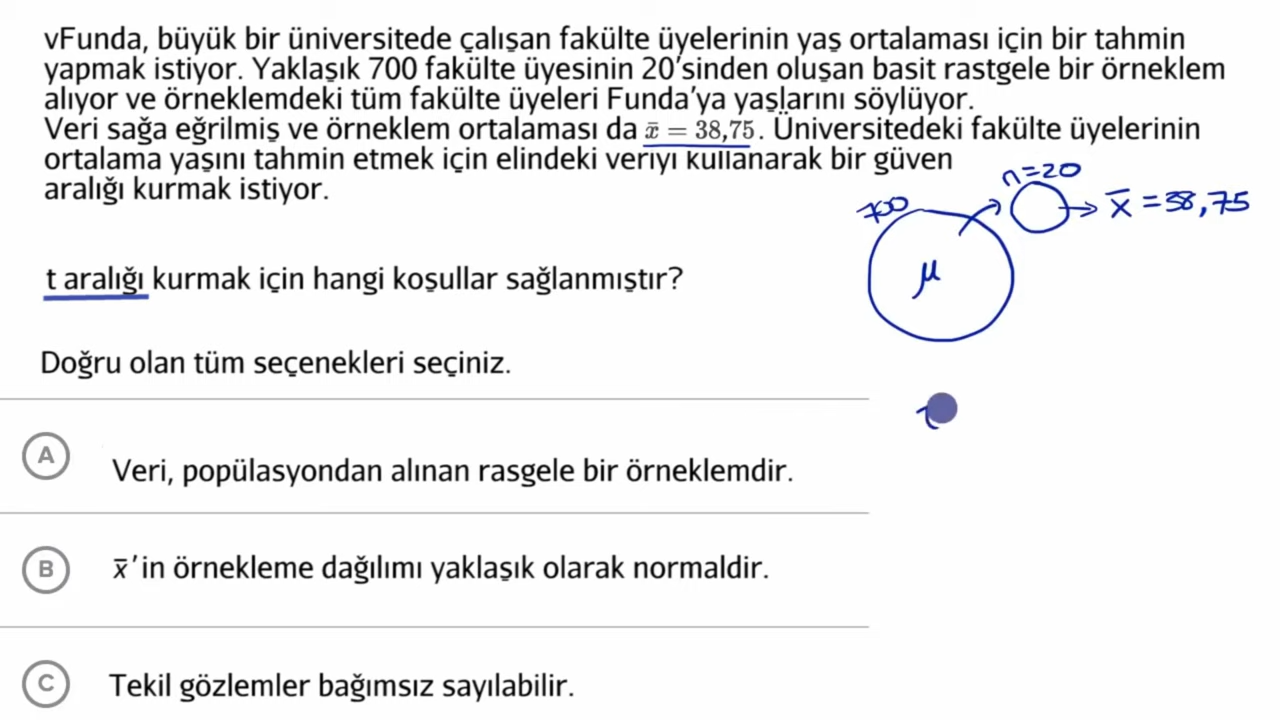 vFunda, büyük bir üniversitede çalışan fakülte üyelerinin yaş ortalaması için bir tahmin
yapmak istiyor. Yaklaşık 700 fakülte üyesinin 20'sinden oluşan basit rastgele bir örneklem
alıyor ve örneklemdeki tüm fakülte üyeleri Funda'ya yaşlarını söylüyor.
Veri sağa eğrilmiş ve örneklem ortalaması da x̄ = 38,75. Üniversitedeki fakülte üyelerinin
ortalama yaşını tahmin etmek için elindeki veriyi kullanarak bir güven
aralığı kurmak istiyor.
n=20
700
x̄ = 38,75
μ
t aralığı kurmak için hangi koşullar sağlanmıştır?
Doğru olan tüm seçenekleri seçiniz.
A
Veri, popülasyondan alınan rasgele bir örneklemdir.
B
x̄'in örnekleme dağılımı yaklaşık olarak normaldir.
C
Tekil gözlemler bağımsız sayılabilir.